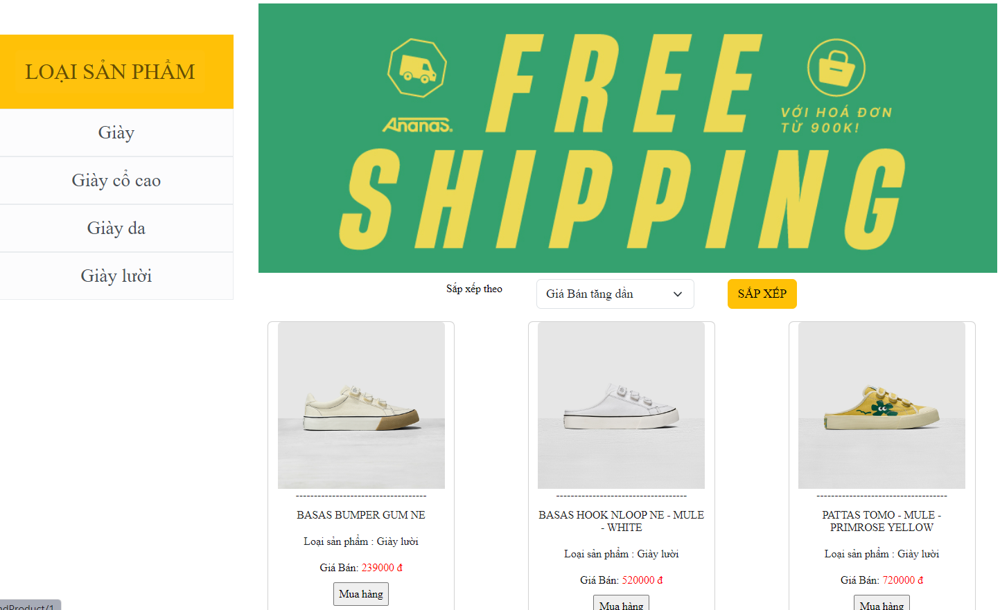 LOẠI SẢN PHẨM
Giày
Giày cổ cao
Giày da
Giày lười
FREE
SHIPPING
Ananas.
VỚI HOÁ ĐƠN
TỪ 900K!
Sắp xếp theo
Giá Bán tăng dần
SẮP XẾP
------------------------------------
BASAS BUMPER GUM NE
Loại sản phẩm : Giày lười
Giá Bán: 239000 đ
Mua hàng
------------------------------------
BASAS HOOK NLOOP NE - MULE
- WHITE
Loại sản phẩm : Giày lười
Giá Bán: 520000 đ
Mua hàng
------------------------------------
PATTAS TOMO - MULE -
PRIMROSE YELLOW
Loại sản phẩm : Giày lười
Giá Bán: 720000 đ
Mua hàng